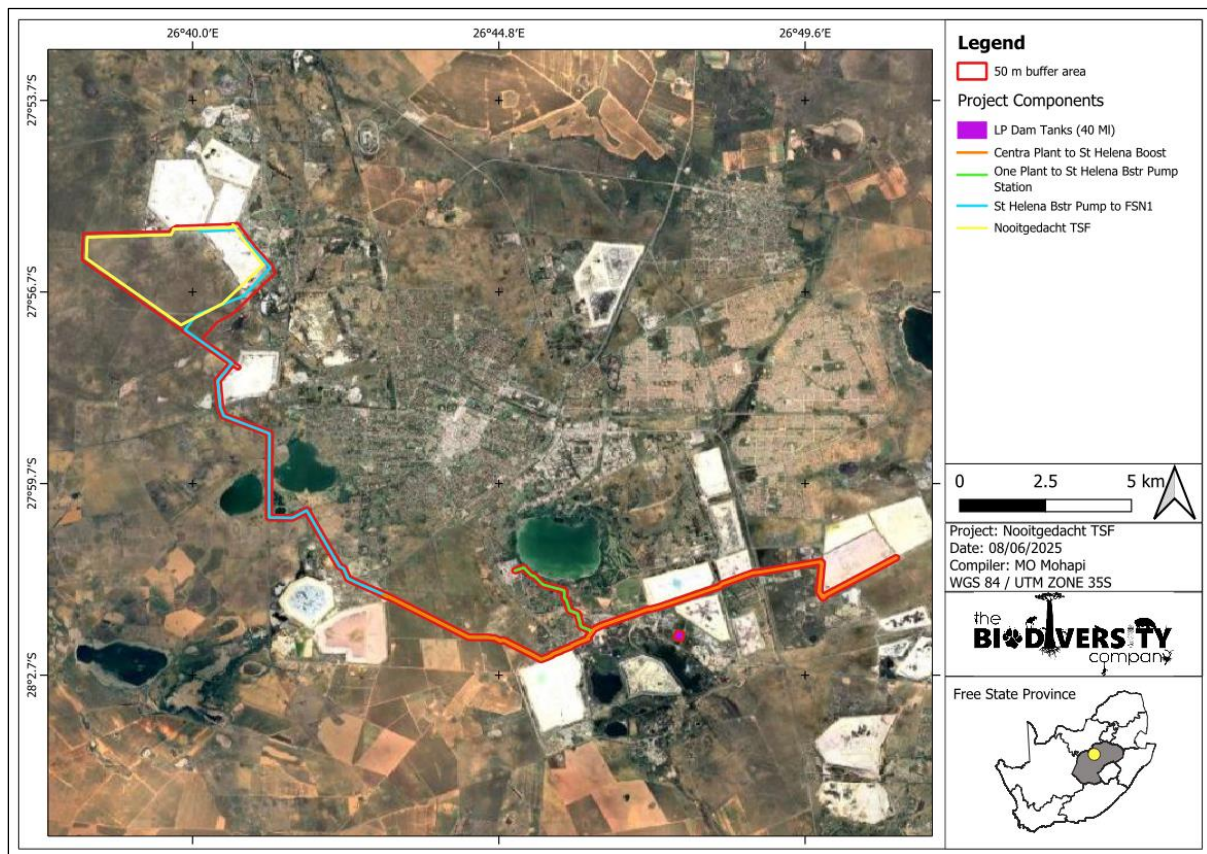 26°40.0'E
26°44.8'E
26°49.6'E
27°53.7'S
27°56.7'S
27°59.7'S
28°2.7'S
Legend
50 m buffer area
Project Components
LP Dam Tanks (40 Ml)
Centra Plant to St Helena Boost
One Plant to St Helena Bstr Pump
Station
St Helena Bstr Pump to FSN1
Nooitgedacht TSF
0 2.5 5 km
Project: Nooitgedacht TSF
Date: 08/06/2025
Compiler: MO Mohapi
WGS 84 / UTM ZONE 35S
the
BIODIVERSITY
company
Free State Province